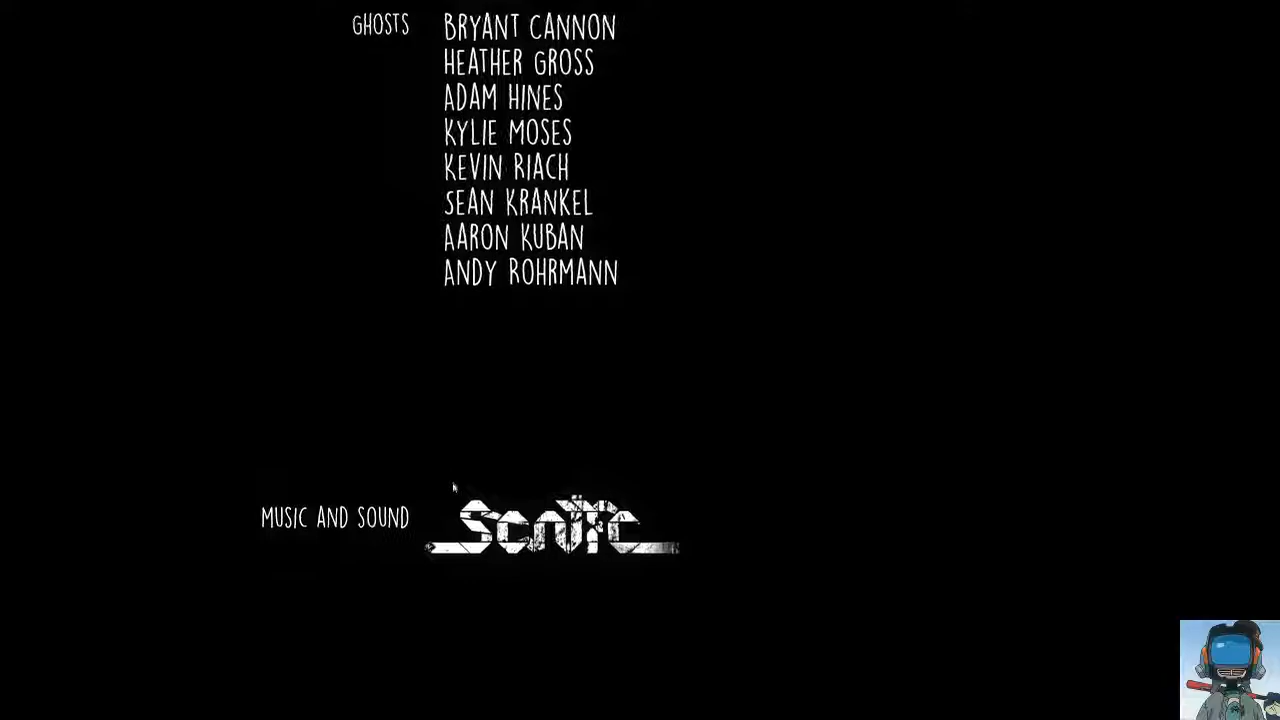 GHOSTS BRYANT CANNON
HEATHER GROSS
ADAM HINES
KYLIE MOSES
KEVIN RIACH
SEAN KRANKEL
AARON KUBAN
ANDY ROHRMANN
MUSIC AND SOUND scntfc